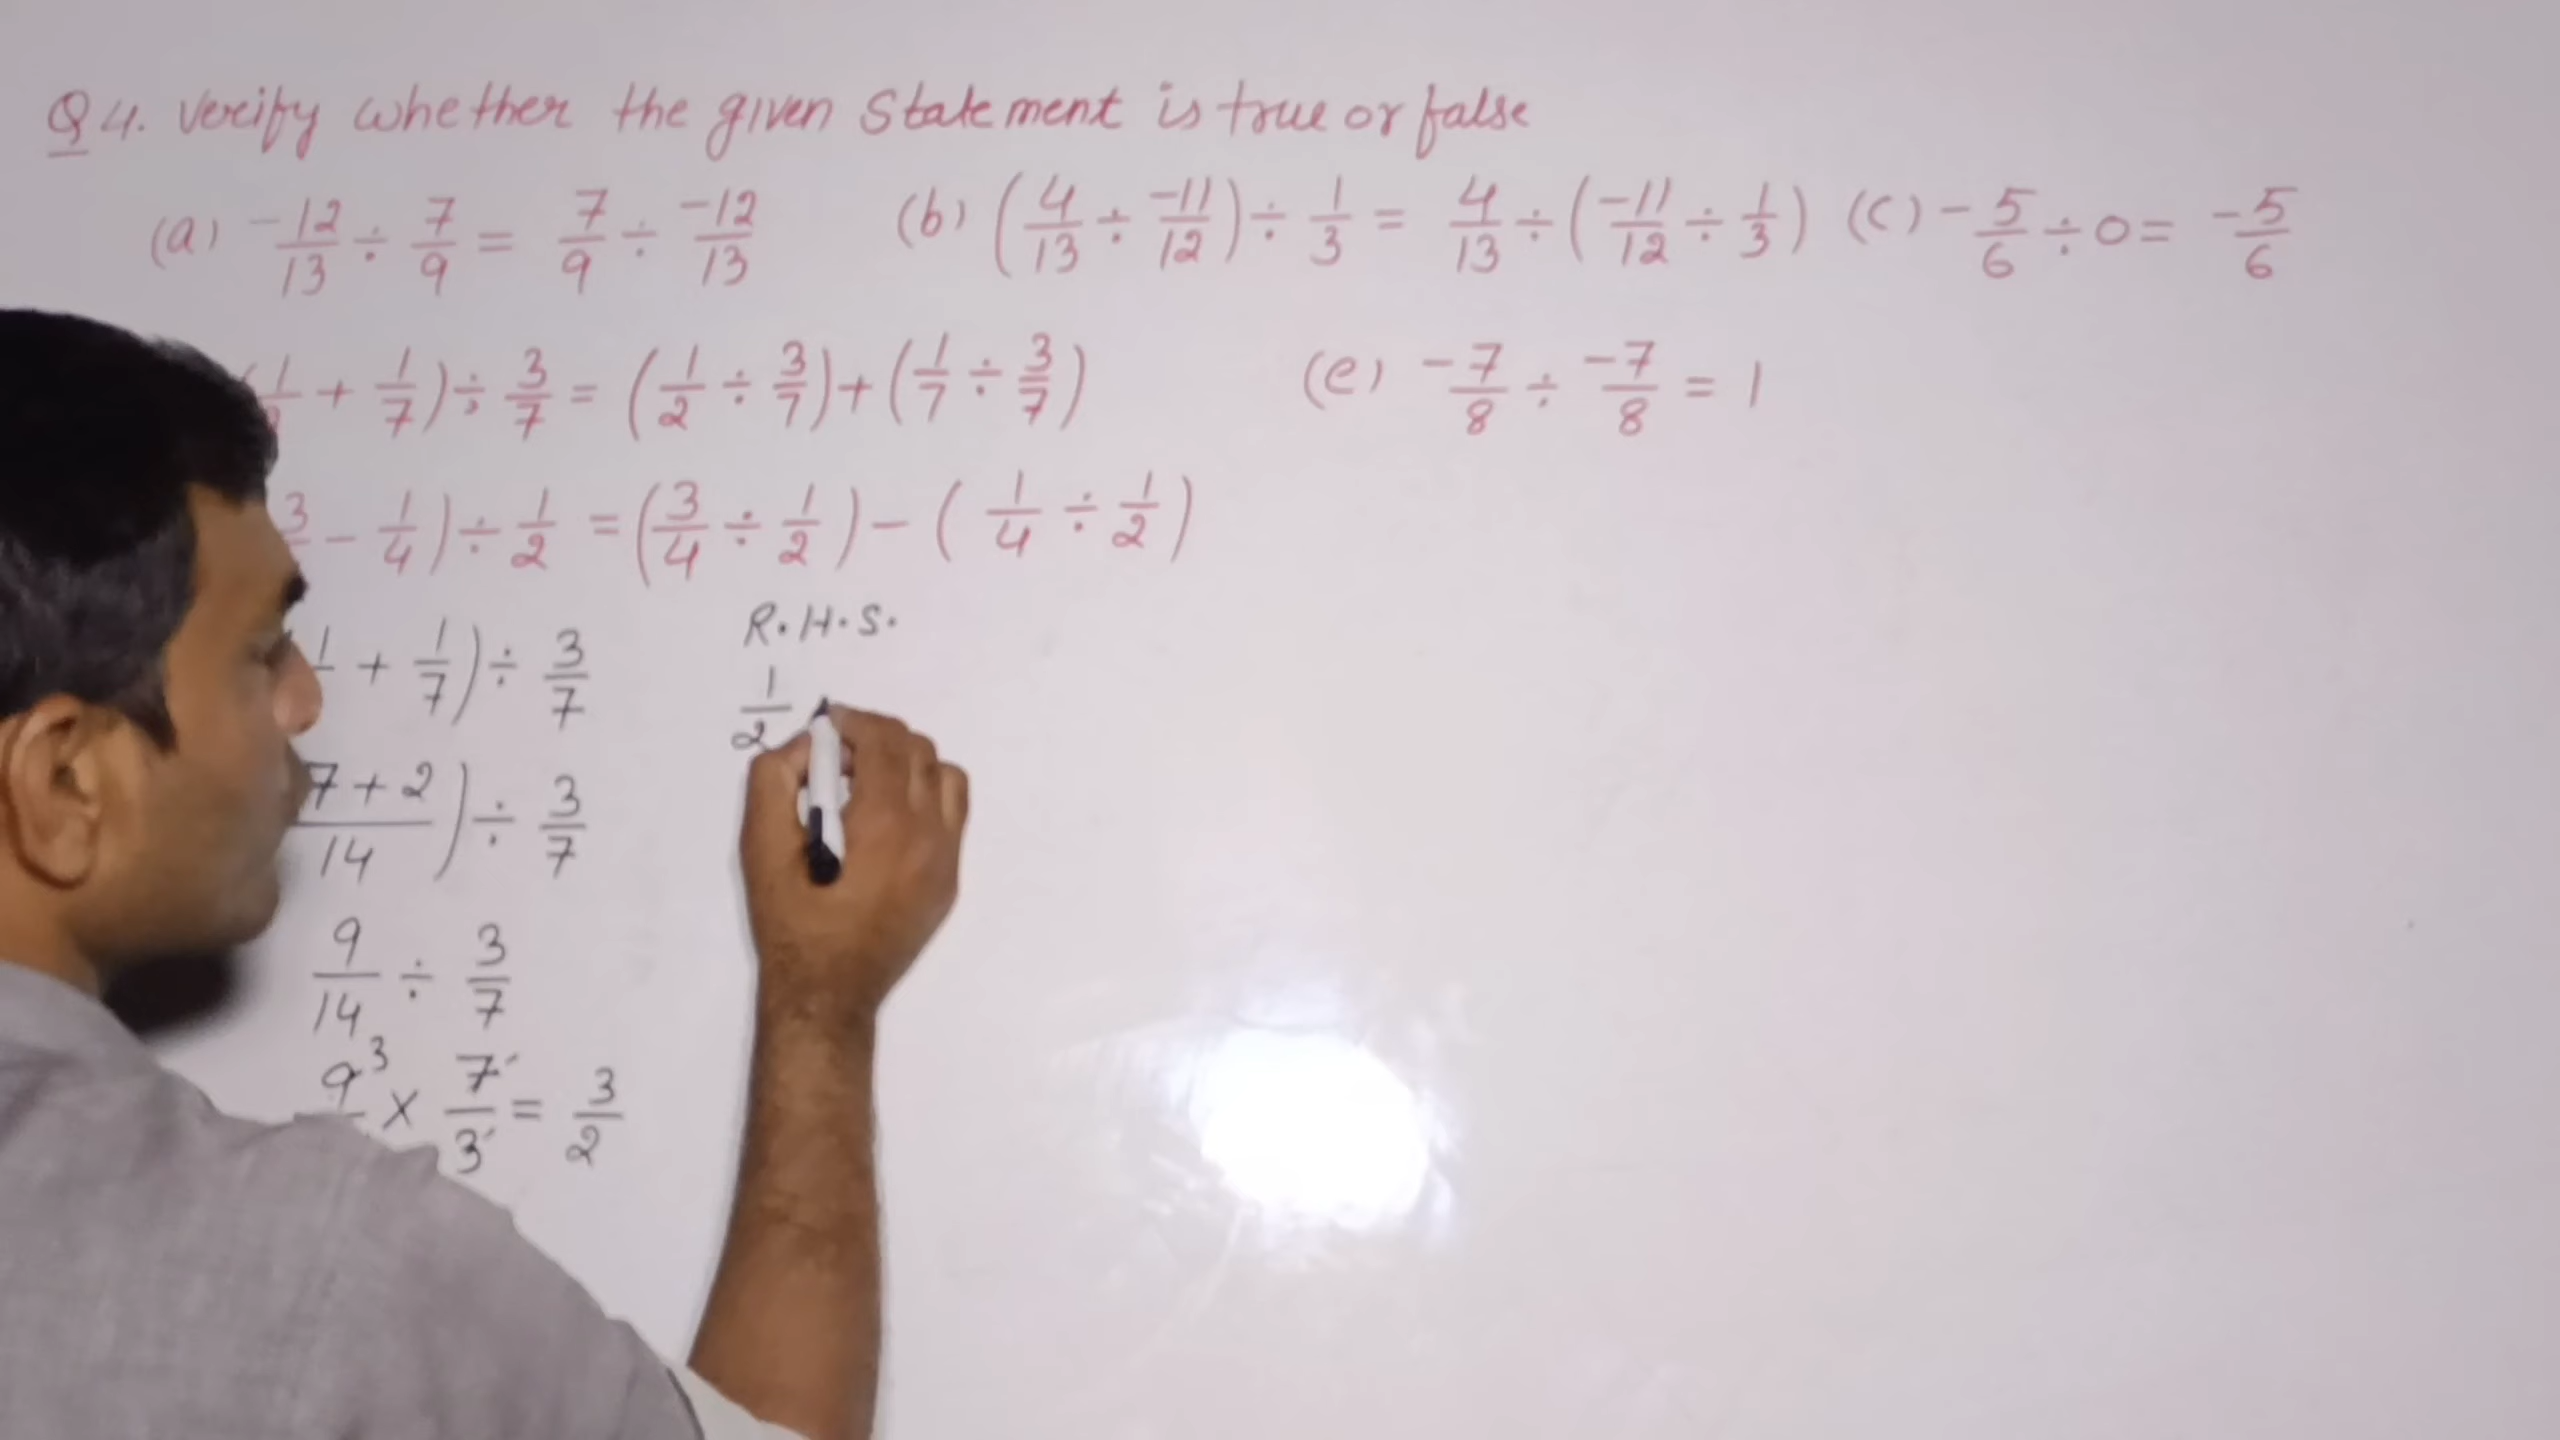 Q4. Verify whether the given statement is true or false
(a) -12/13 ÷ 7/9 = 7/9 ÷ -12/13 (b) (4/13 ÷ -11/12) ÷ 1/3 = 4/13 ÷ (-11/12 ÷ 1/3) (c) -5/6 ÷ 0 = -5/6
+ 1/7) ÷ 3/7 = (1/2 ÷ 3/7) + (1/7 ÷ 3/7) (e) -7/8 ÷ -7/8 = 1
- 1/4) ÷ 1/2 = (3/4 ÷ 1/2) - (1/4 ÷ 1/2)
+ 1/7) ÷ 3/7
7+2/14) ÷ 3/7
9/14 ÷ 3/7
9 3 × 7/3 = 3/2
R.H.S.
1/2